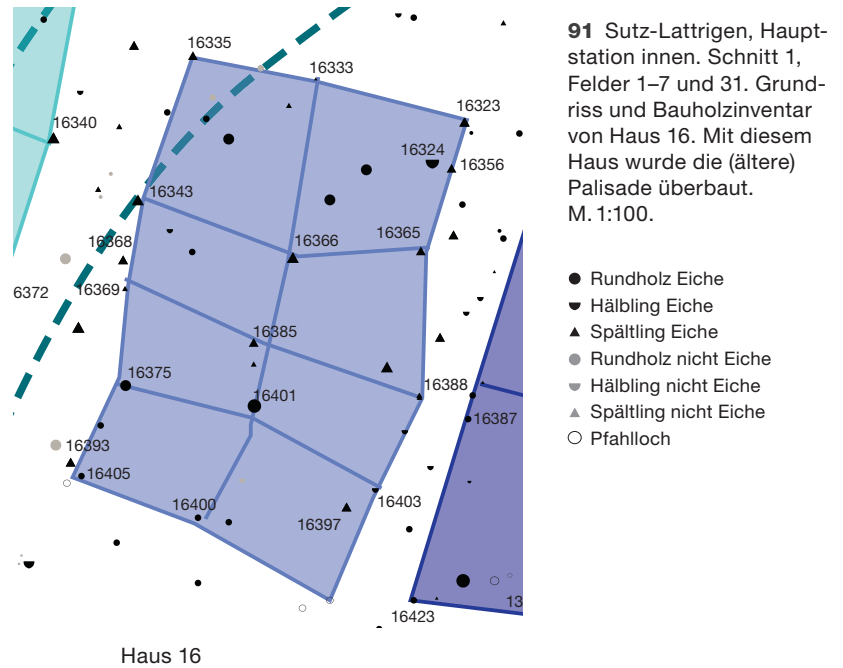 16335
16333
16323
16340
16324
16356
16343
16368
16366
16365
6372
16369
16385
16375
16401
16388
16387
16393
16405
16400
16403
16397
13
16423
Haus 16
91 Sutz-Lattrigen, Haupt-
station innen. Schnitt 1,
Felder 1–7 und 31. Grund-
riss und Bauholzinventar
von Haus 16. Mit diesem
Haus wurde die (ältere)
Palisade überbaut.
M. 1:100.
Rundholz Eiche
Hälbling Eiche
Spältling Eiche
Rundholz nicht Eiche
Hälbling nicht Eiche
Spältling nicht Eiche
Pfahlloch